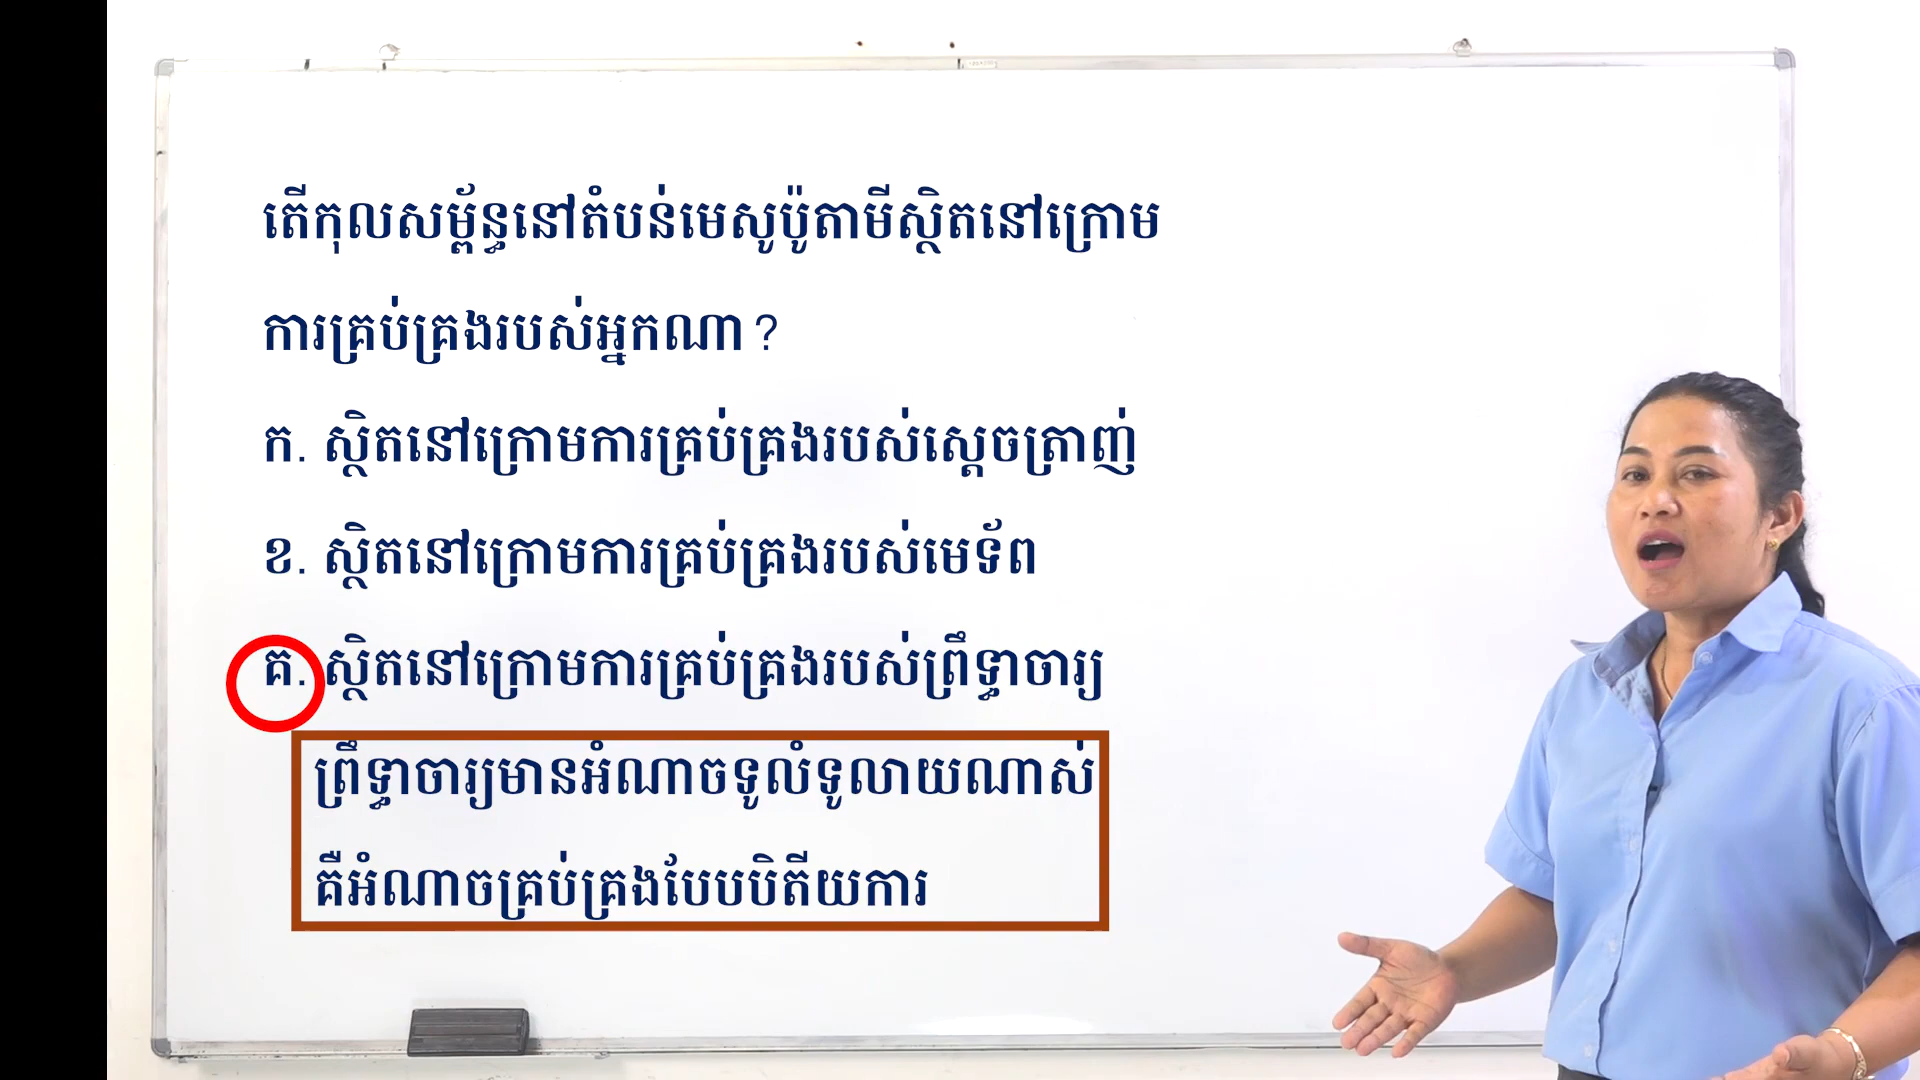 តើកុលសម្ព័ន្ធនៅតំបន់មេសូប៉ូតាមីស្ថិតនៅក្រោម
ការគ្រប់គ្រងរបស់អ្នកណា ?
ក. ស្ថិតនៅក្រោមការគ្រប់គ្រងរបស់ស្ដេចត្រាញ់
ខ. ស្ថិតនៅក្រោមការគ្រប់គ្រងរបស់មេទ័ព
គ. ស្ថិតនៅក្រោមការគ្រប់គ្រងរបស់ព្រឹទ្ធាចារ្យ
ព្រឹទ្ធាចារ្យមានអំណាចទូលំទូលាយណាស់
គឺអំណាចគ្រប់គ្រងបែបបិតីយការ